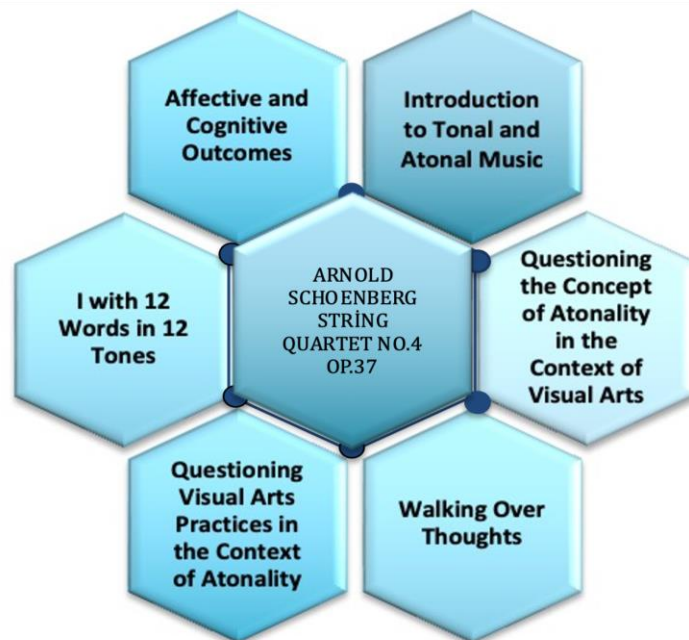 Affective and
Cognitive
Outcomes
Introduction
to Tonal and
Atonal Music
I with 12
Words in 12
Tones
ARNOLD
SCHOENBERG
STRİNG
QUARTET NO.4
OP.37
Questioning
the Concept
of Atonality
in the
Context of
Visual Arts
Questioning
Visual Arts
Practices in
the Context
of Atonality
Walking Over
Thoughts